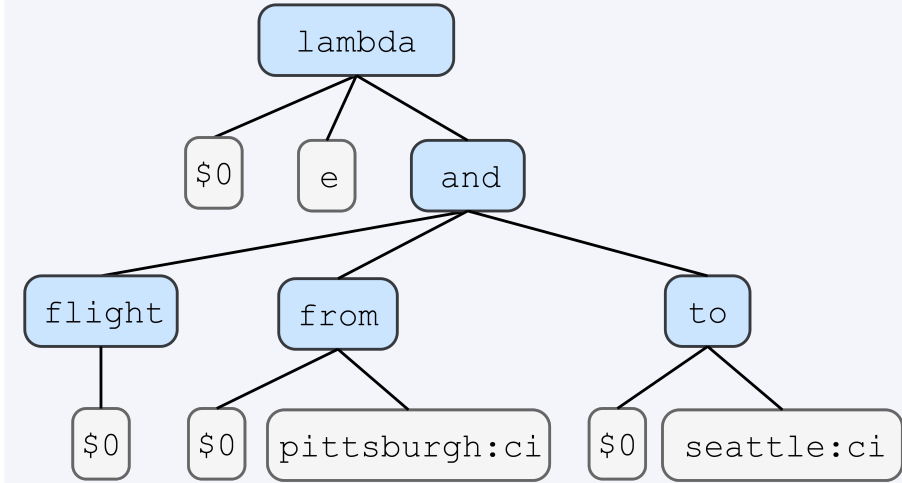 lambda
$0 e and
flight from to
$0 $0 pittsburgh:ci $0 seattle:ci